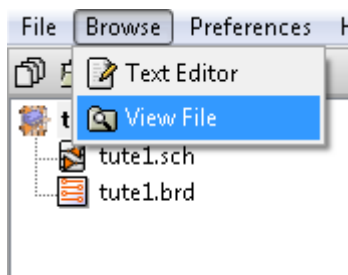 File Browse Preferences H
Text Editor
t View File
tute1.sch
tute1.brd